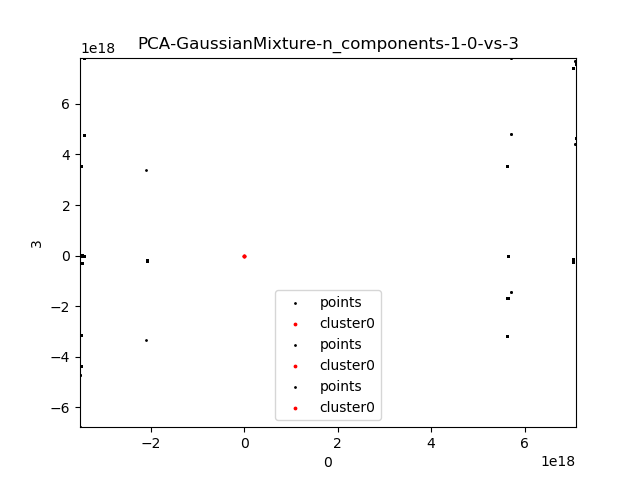 PCA-GaussianMixture-n_components-1-0-vs-3
1e18
6
4
2
0
−2
−4
−6
3
points
cluster0
points
cluster0
points
cluster0
−2
0
2
4
6
0
1e18